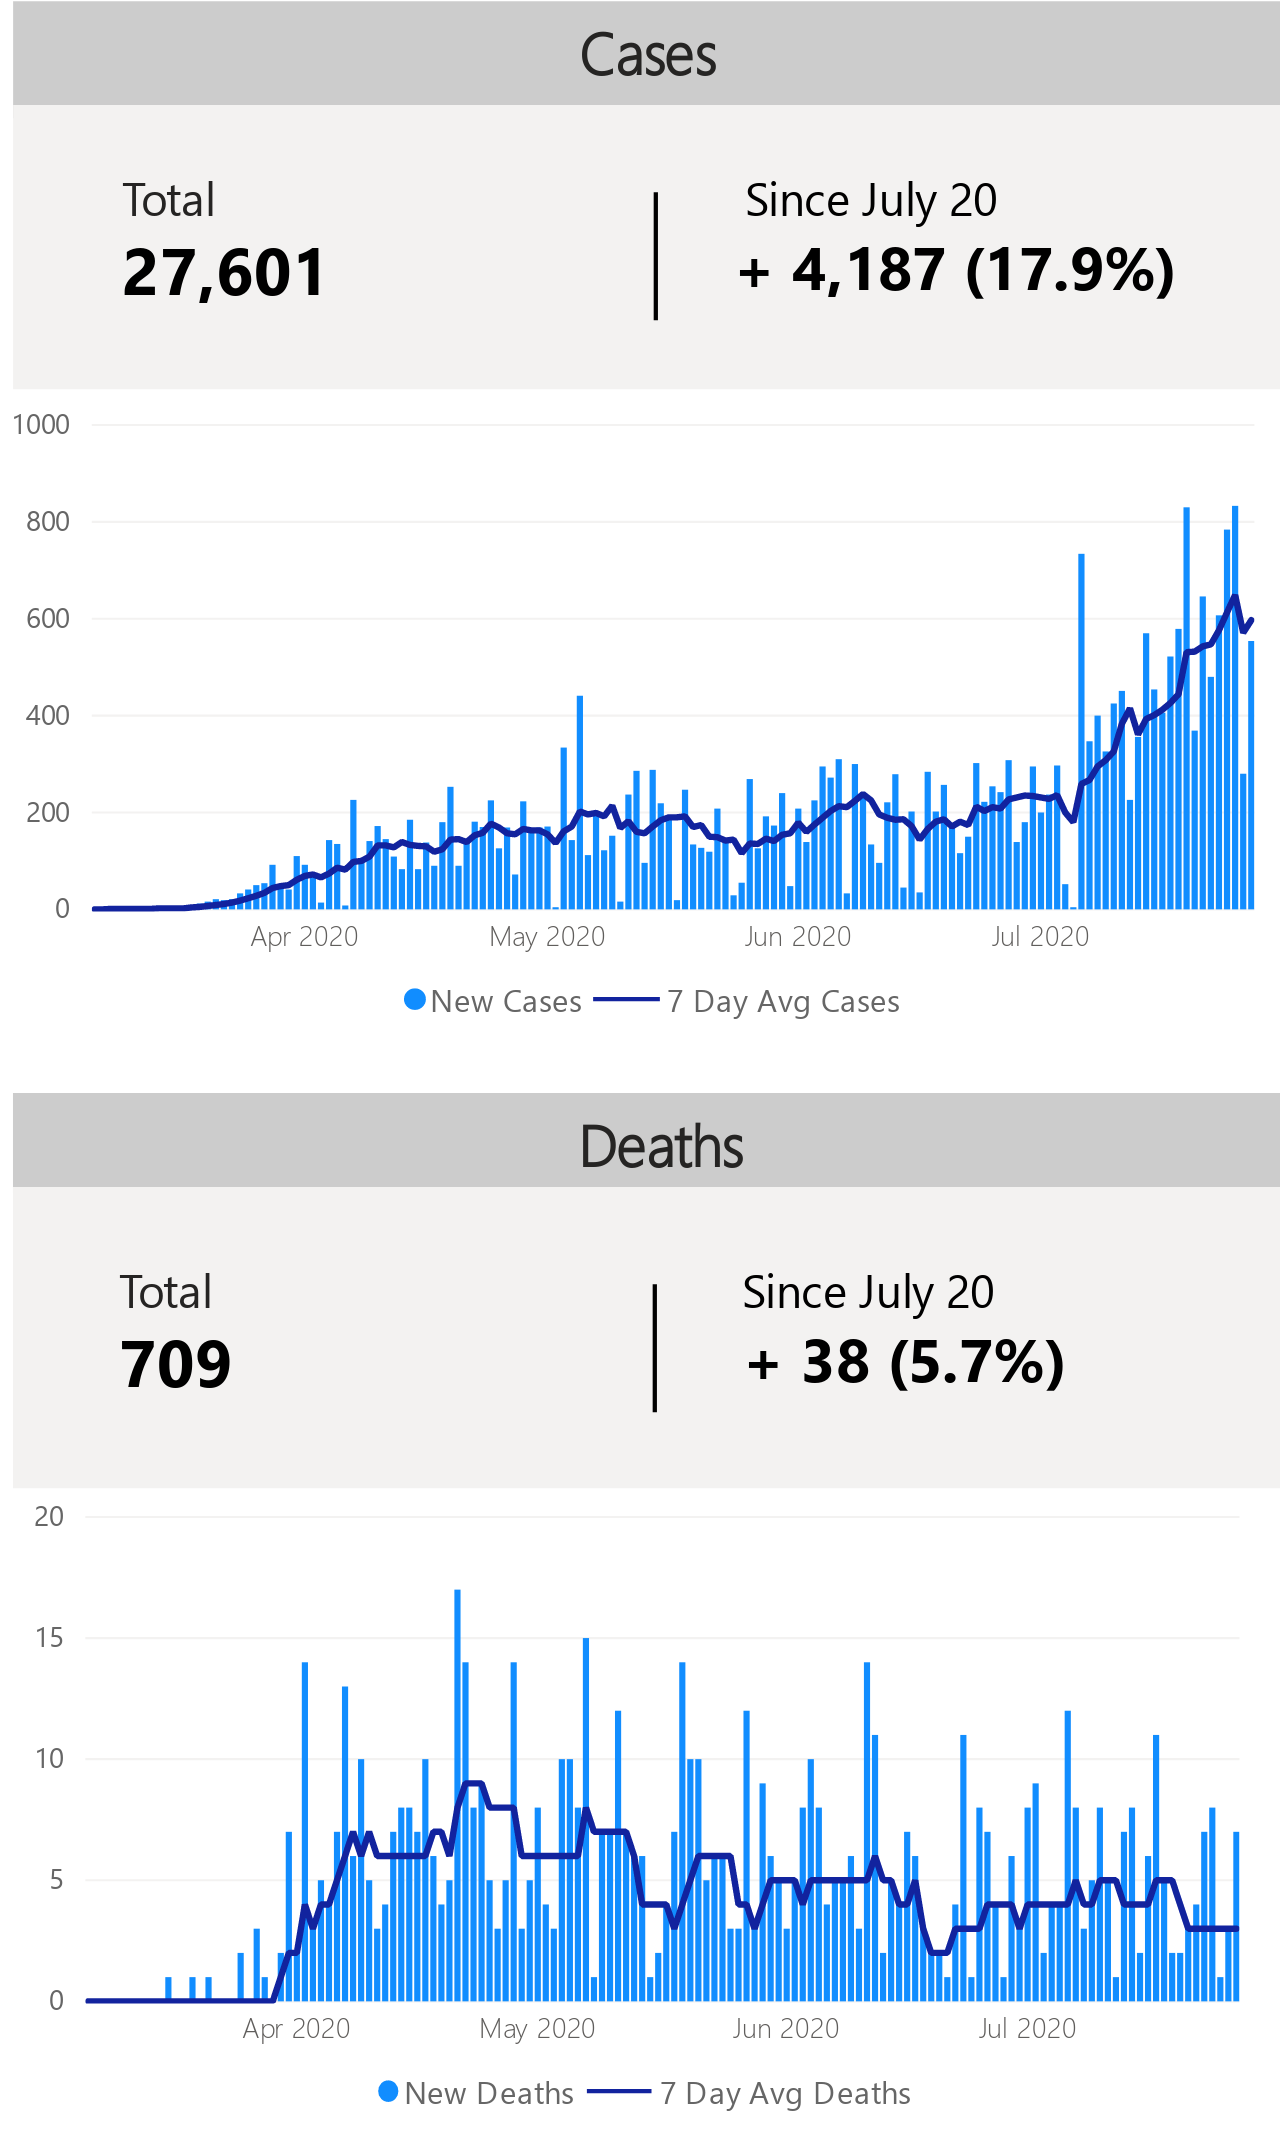 Cases
Total
Since July 20
27,601
+ 4,187 (17.9%)
1000
800
600
400
200
0
Apr 2020
May 2020
Jun 2020
Jul 2020
New Cases
7 Day Avg Cases
Deaths
Total
Since July 20
709
+ 38 (5.7%)
20
15
10
5
0
Apr 2020
May 2020
Jun 2020
Jul 2020
New Deaths
7 Day Avg Deaths